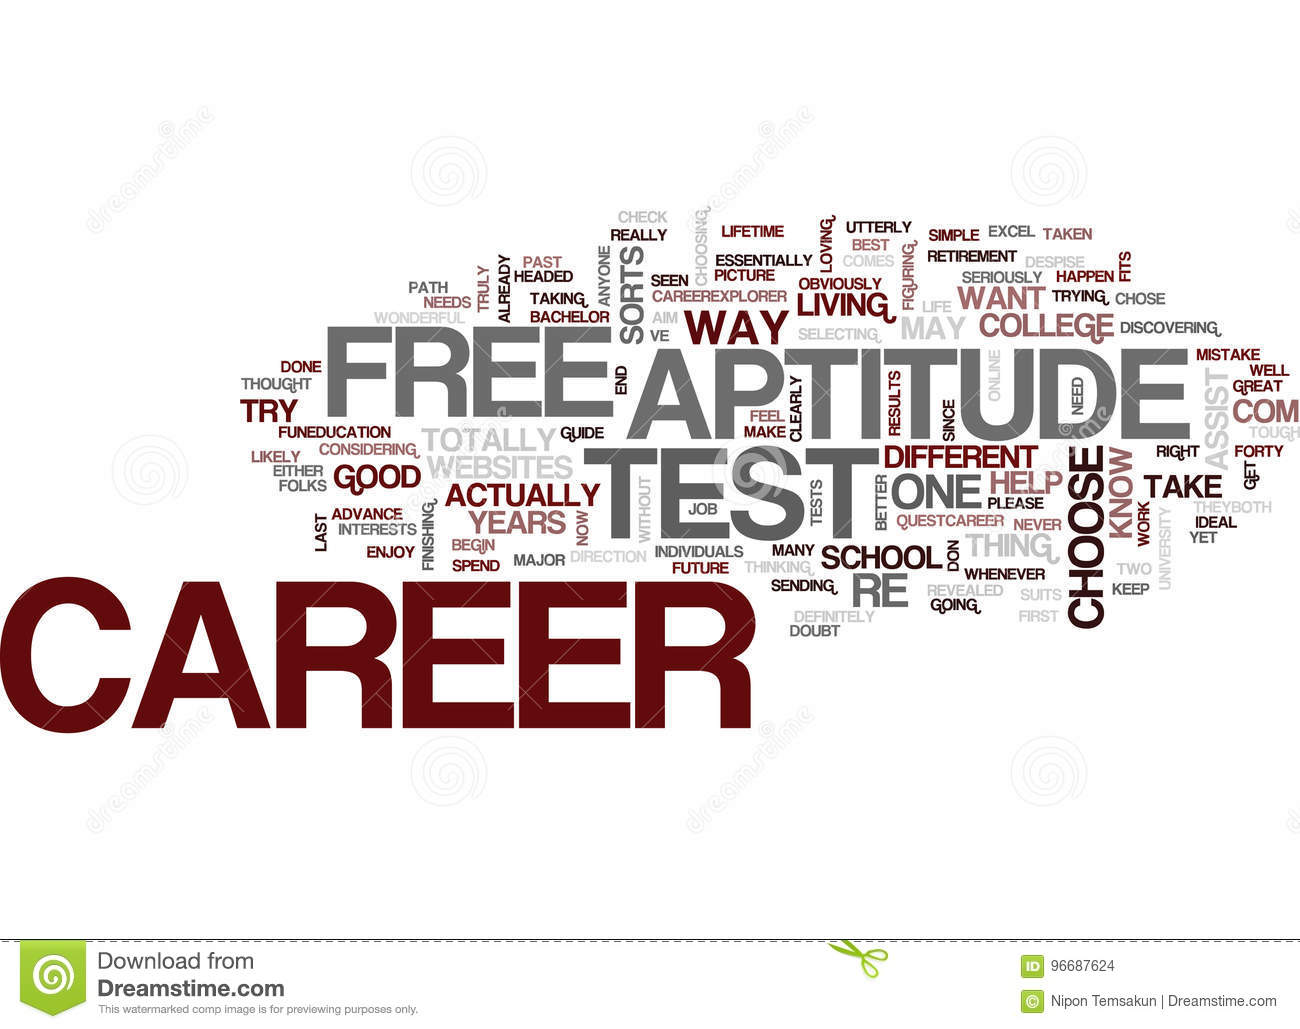 CHECK
REALLY
CHOOSING
LIFETIME
LOVING
UTTERLY
BEST
COMES
FIGURING
SIMPLE
EXCEL
TAKEN
RETIREMENT
DESPISE
FITS
PAST
HEADED
TRULY
ALREADY
ANYONE
SORTS
SEEN
ESSENTIALLY
PICTURE
OBVIOUSLY
SERIOUSLY
HAPPEN
PATH
NEEDS
TAKING
BACHELOR
CAREEREXPLORER
LIVING
LIFE
WANT
TRYING
CHOSE
WONDERFUL
AIM
VE
WAY
SELECTING
MAY
COLLEGE
DISCOVERING
FREE
APTITUDE
DONE
THOUGHT
TRY
END
FEEL
MAKE
CLEARLY
RESULTS
SINCE
ONLINE
NEED
MISTAKE
WELL
GREAT
ASSIST
COM
TOUGH
FUNEDUCATION
CONSIDERING
TOTALLY
GUIDE
LIKELY
EITHER
FOLKS
GOOD
WEBSITES
TEST
DIFFERENT
RIGHT
FORTY
GET
LAST
ADVANCE
INTERESTS
ENJOY
FINISHING
ACTUALLY
YEARS
NOW
WITHOUT
JOB
TESTS
BETTER
ONE
HELP
PLEASE
CHOOSE
KNOW
TAKE
WORK
THEYBOTH
IDEAL
YET
QUESTCAREER
NEVER
BEGIN
SPEND
MAJOR
DIRECTION
INDIVIDUALS
FUTURE
THINKING
MANY
SENDING
SCHOOL
DON
THING
WHENEVER
RE
REVEALED
GOING
SUITS
FIRST
TWO
KEEP
UNIVERSITY
DEFINITELY
DOUBT
CAREER
dreamstime
dreamstime
dreamstime
dreamstime
dreamstime
dreamstime
Download from
Dreamstime.com
This watermarked comp image is for previewing purposes only.
ID 96687624
© Nipon Temsakun | Dreamstime.com